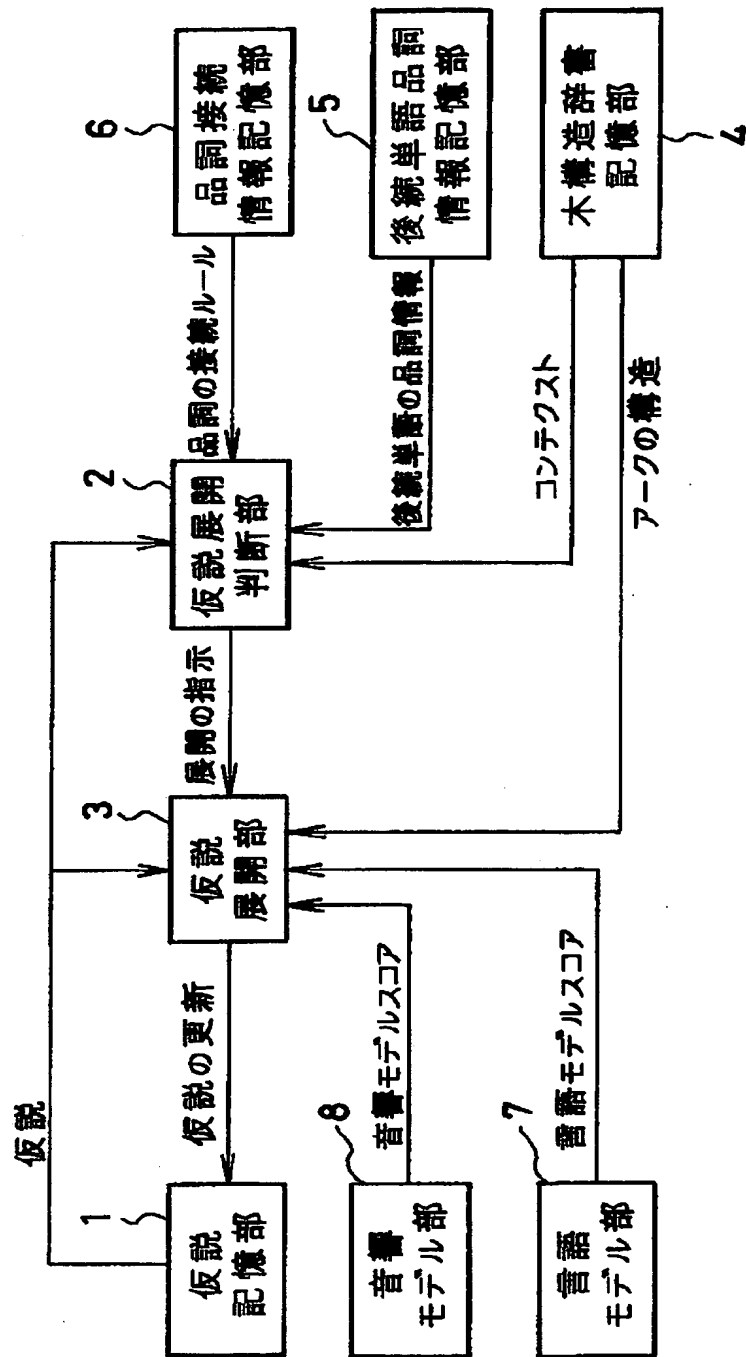 仮説
1
仮説
記憶部
仮説の更新
3
仮説
展開部
展開の指示
2
仮説展開
判断部
品詞の接続ルール
6
品詞接続
情報記憶部
8
音響
モデル部
音響モデルスコア
後続単語の品詞情報
5
後続単語品詞
情報記憶部
7
言語
モデル部
言語モデルスコア
コンテクスト
アークの構造
木構造辞書
記憶部
4